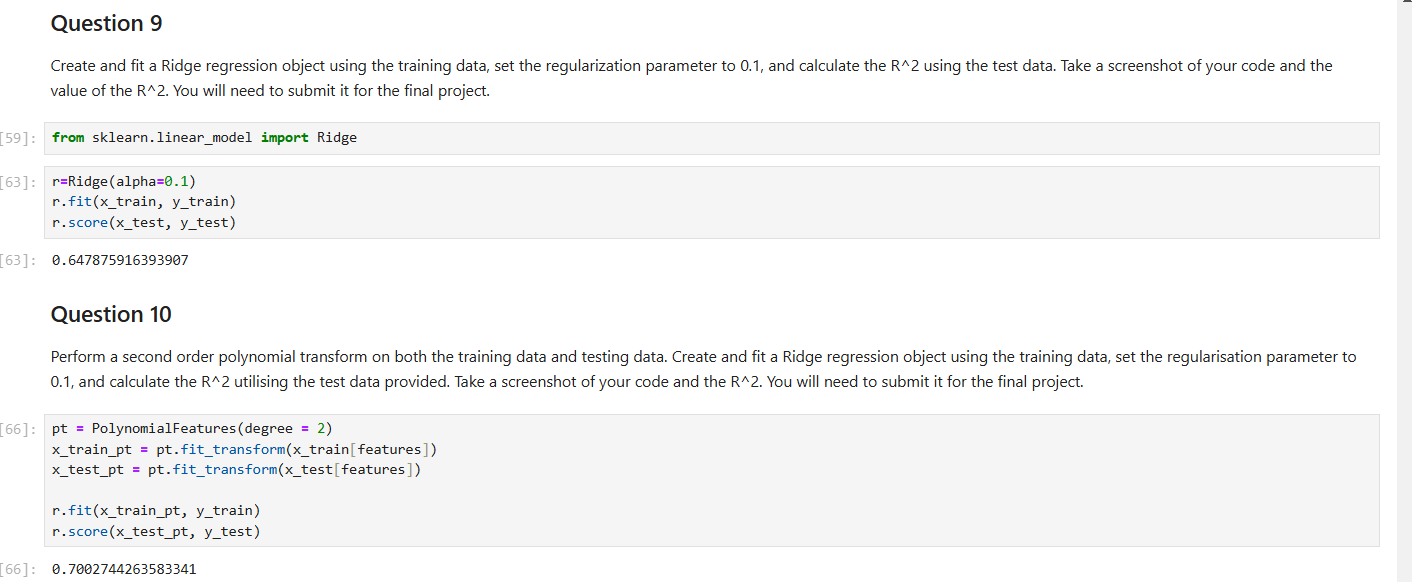 Question 9
Create and fit a Ridge regression object using the training data, set the regularization parameter to 0.1, and calculate the R^2 using the test data. Take a screenshot of your code and the
value of the R^2. You will need to submit it for the final project.
[59]: from sklearn.linear_model import Ridge
[63]: r=Ridge(alpha=0.1)
r.fit(x_train, y_train)
r.score(x_test, y_test)
[63]: 0.647875916393907
Question 10
Perform a second order polynomial transform on both the training data and testing data. Create and fit a Ridge regression object using the training data, set the regularisation parameter to
0.1, and calculate the R^2 utilising the test data provided. Take a screenshot of your code and the R^2. You will need to submit it for the final project.
[66]: pt = PolynomialFeatures(degree = 2)
x_train_pt = pt.fit_transform(x_train[features])
x_test_pt = pt.fit_transform(x_test[features])
r.fit(x_train_pt, y_train)
r.score(x_test_pt, y_test)
[66]: 0.7002744263583341